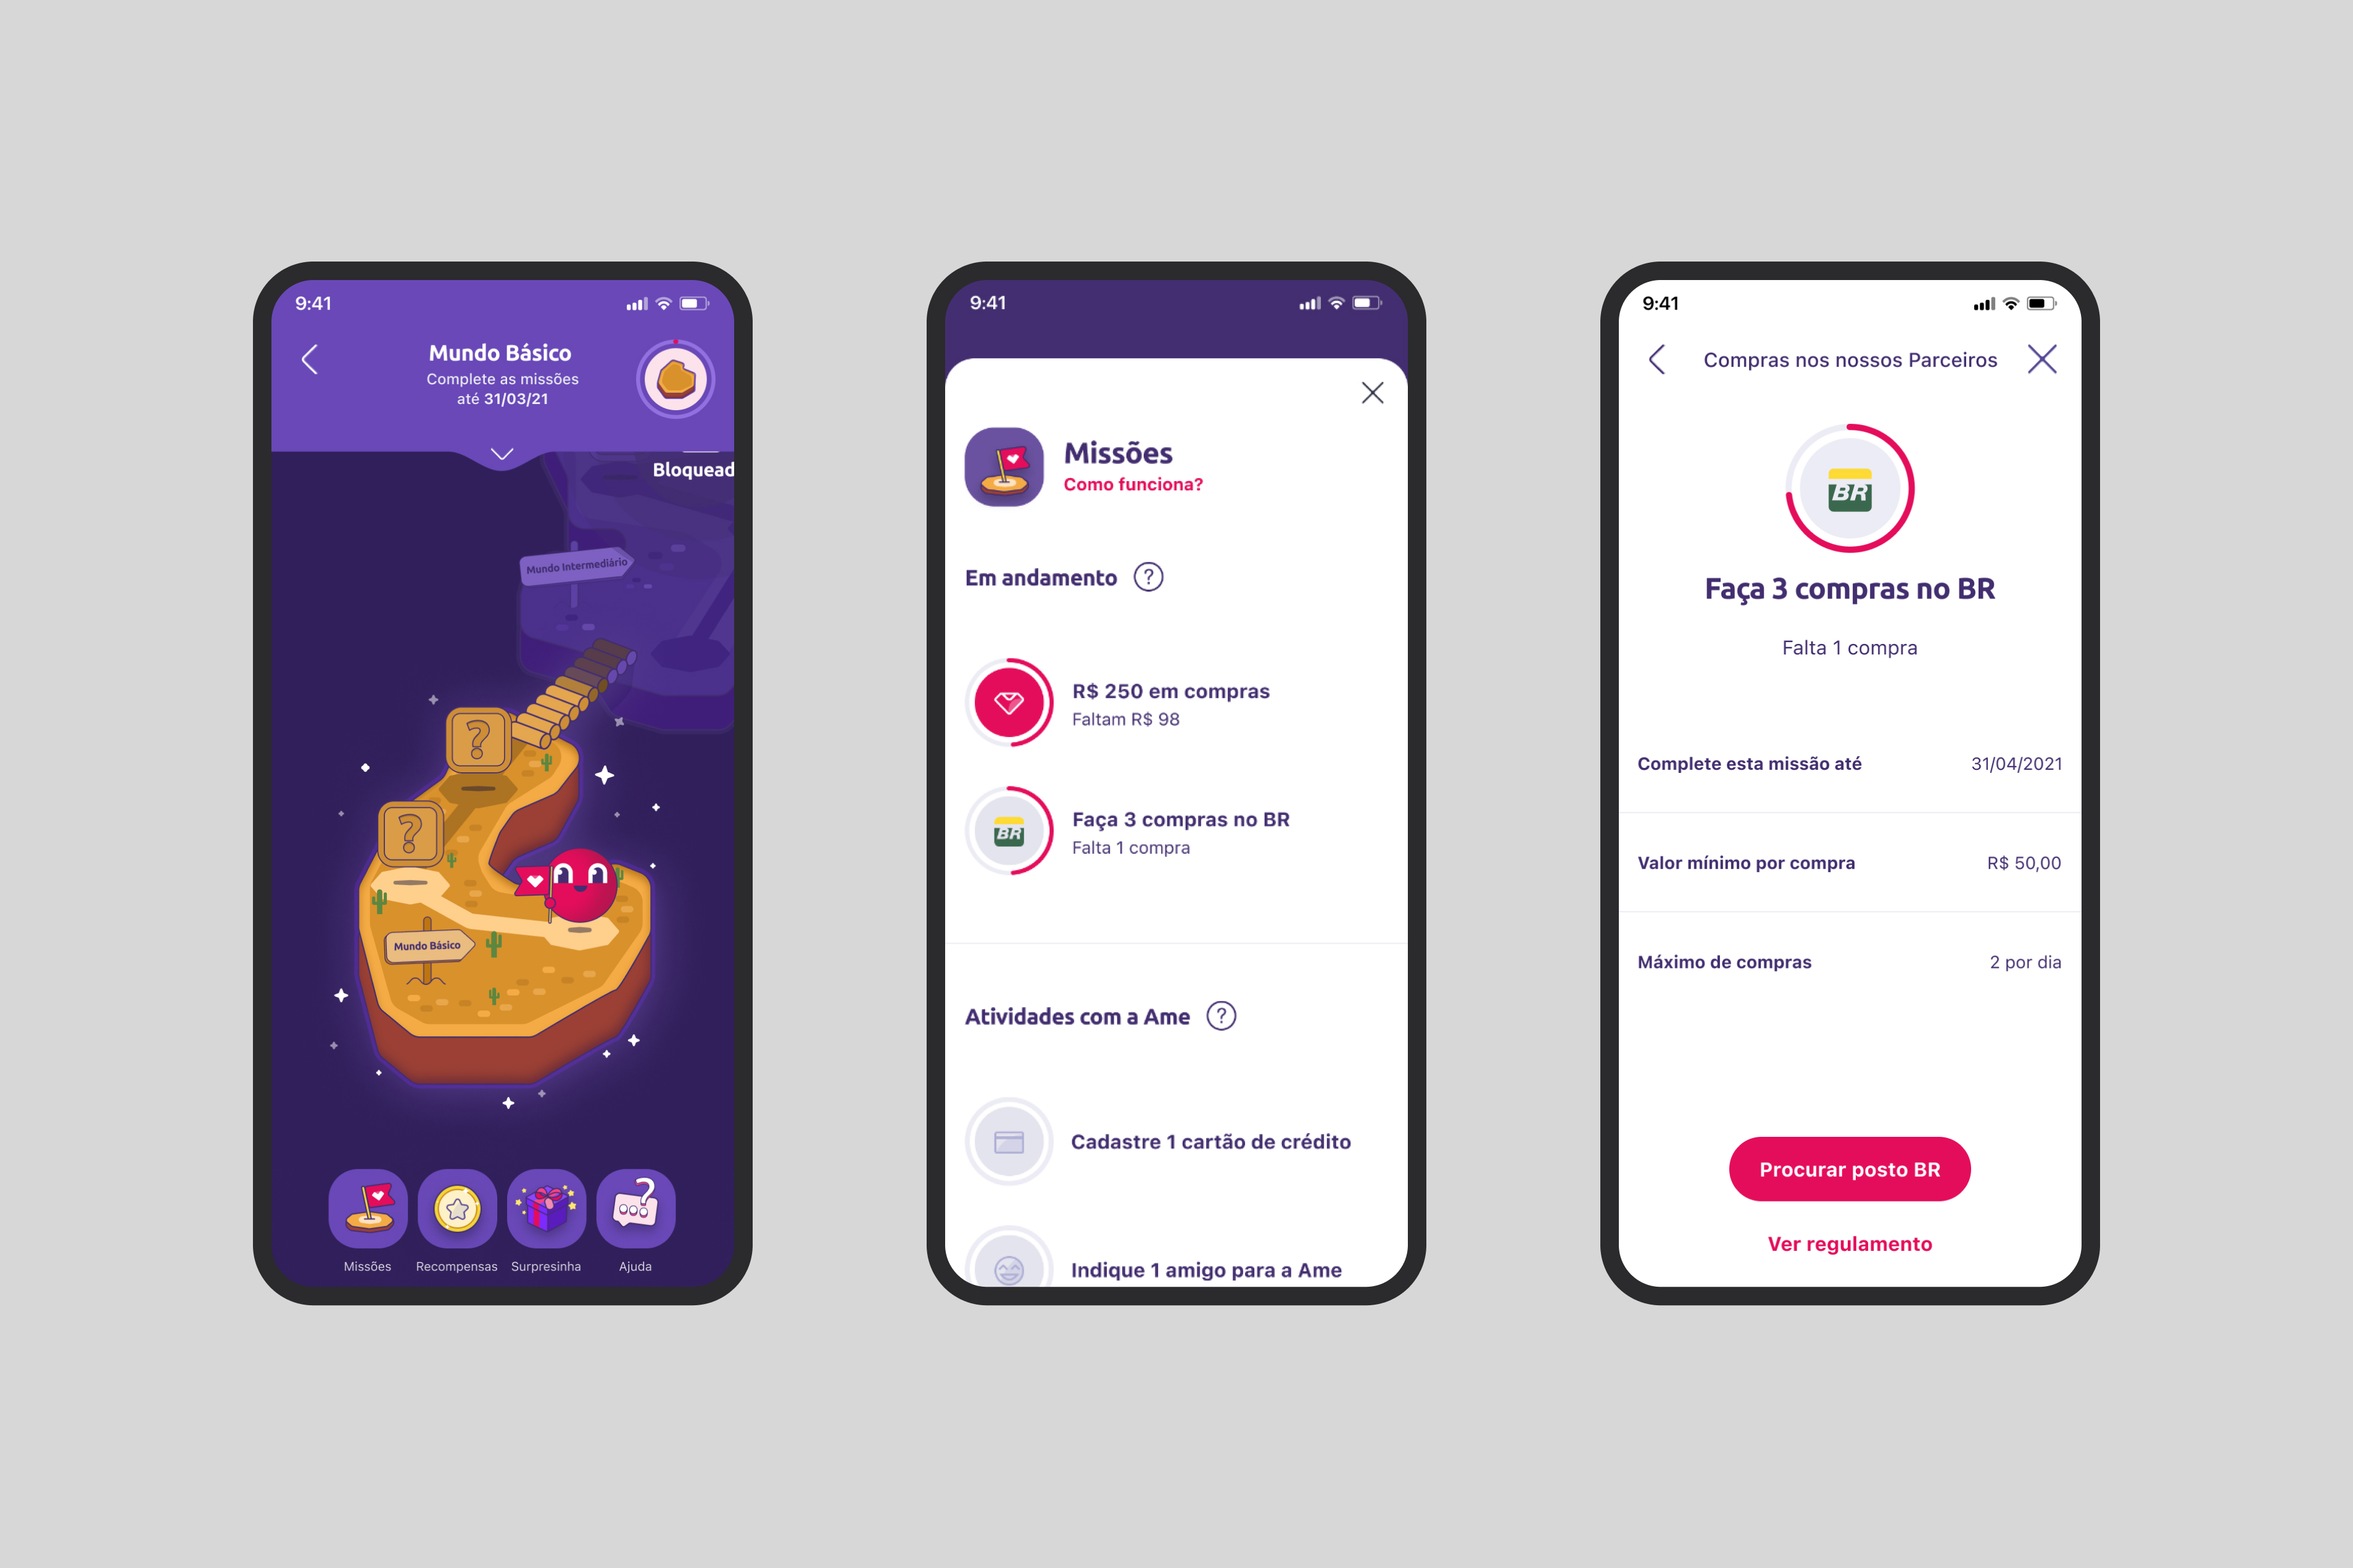 9:41
Mundo Básico
Complete as missões
até 31/03/21
Bloquead
Mundo Intermediário
?
?
Mundo Básico
?
Missões
Recompensas
Surpresinha
Ajuda
9:41
Missões
Como funciona?
Em andamento ?
R$ 250 em compras
Faltam R$ 98
BR
Faça 3 compras no BR
Falta 1 compra
Atividades com a Ame ?
Cadastre 1 cartão de crédito
Indique 1 amigo para a Ame
9:41
Compras nos nossos Parceiros
BR
Faça 3 compras no BR
Falta 1 compra
Complete esta missão até 31/04/2021
Valor mínimo por compra R$ 50,00
Máximo de compras 2 por dia
Procurar posto BR
Ver regulamento